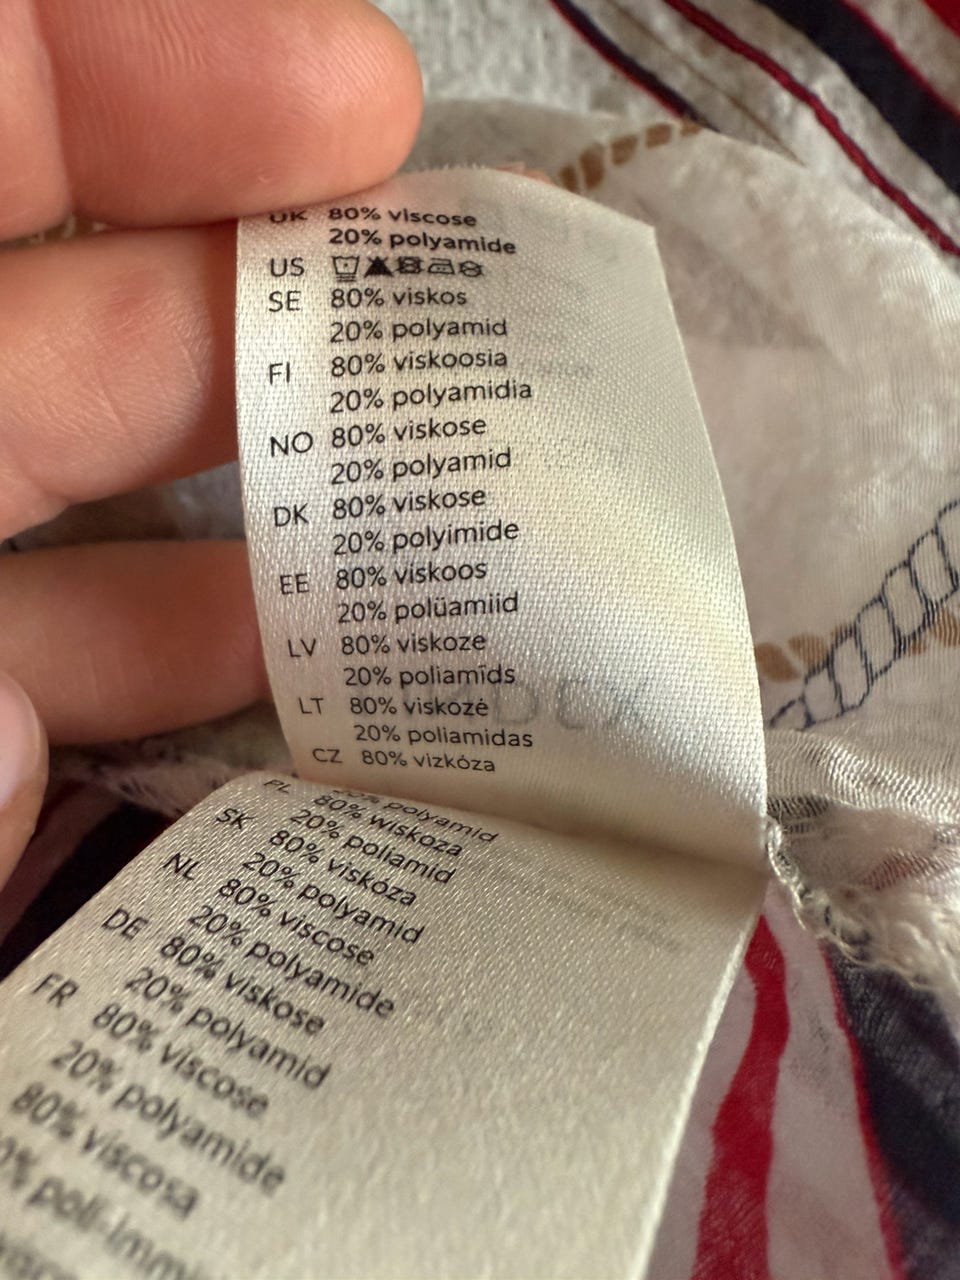 UK 80% viscose
20% polyamide
US
SE 80% viskos
20% polyamid
FI 80% viskoosia
20% polyamidia
NO 80% viskose
20% polyamid
DK 80% viskose
20% polyimide
EE 80% viskoos
20% polüamiid
LV 80% viskoze
20% poliamīds
LT 80% viskozė
20% poliamidas
CZ 80% vizkóza
20% polyamid
PL 80% wiskoza
20% poliamid
SK 80% viskóza
20% polyamid
NL 80% viscose
20% polyamide
DE 80% viskose
20% polyamid
FR 80% viscose
20% polyamide
80% viscosa